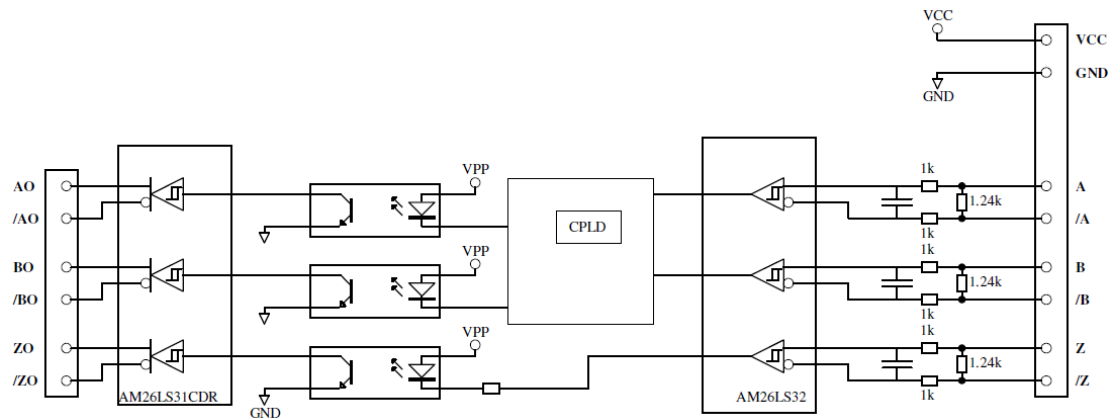 VCC
VCC
GND
GND
VPP
1k
AO
A
1.24k
/AO
/A
CPLD
1k
VPP
1k
BO
B
1.24k
/BO
/B
1k
VPP
1k
ZO
Z
1.24k
/ZO
/Z
AM26LS31CDR
AM26LS32
1k
GND